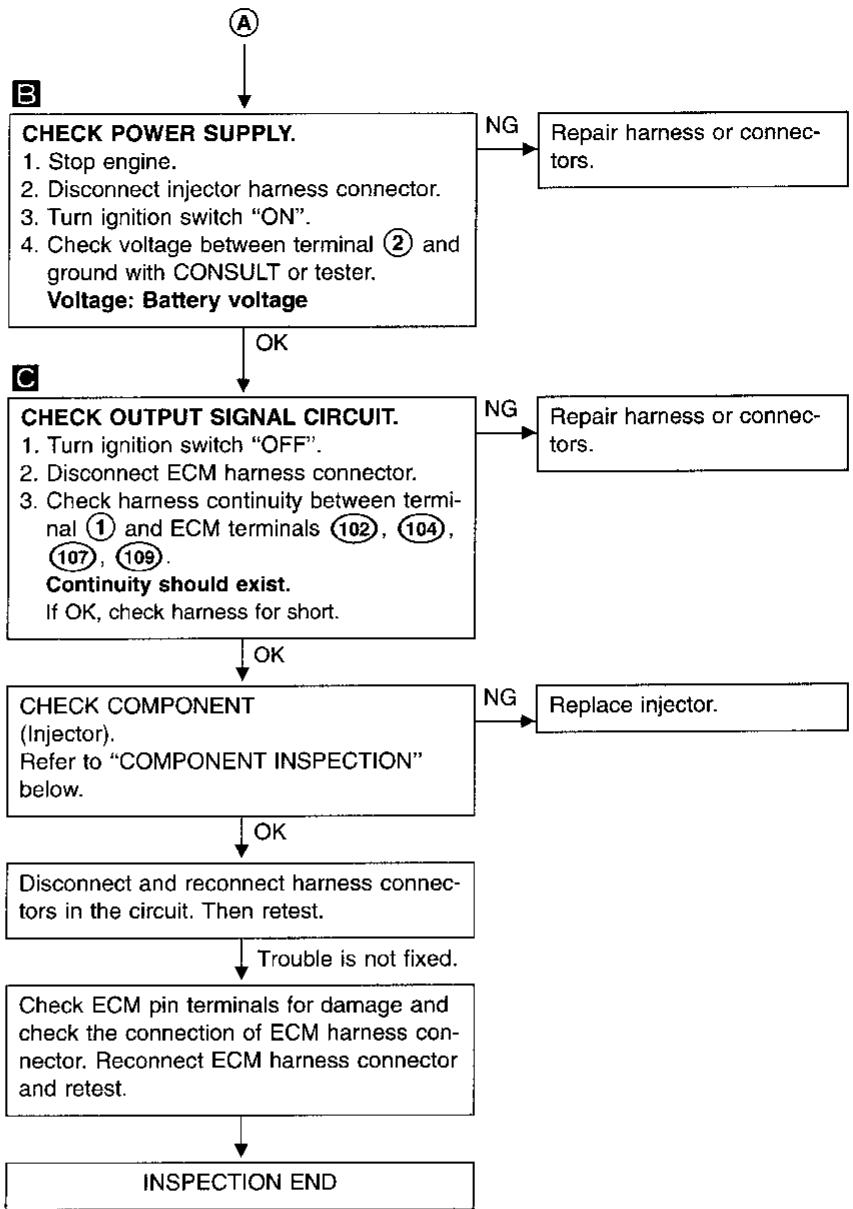 A
B
CHECK POWER SUPPLY.
1. Stop engine.
2. Disconnect injector harness connector.
3. Turn ignition switch “ON”.
4. Check voltage between terminal ② and
ground with CONSULT or tester.
Voltage: Battery voltage
NG
Repair harness or connec-
tors.
OK
C
CHECK OUTPUT SIGNAL CIRCUIT.
1. Turn ignition switch “OFF”.
2. Disconnect ECM harness connector.
3. Check harness continuity between termi-
nal ① and ECM terminals 102, 104,
107, 109.
Continuity should exist.
If OK, check harness for short.
NG
Repair harness or connec-
tors.
OK
CHECK COMPONENT
(Injector).
Refer to “COMPONENT INSPECTION”
below.
NG
Replace injector.
OK
Disconnect and reconnect harness connec-
tors in the circuit. Then retest.
Trouble is not fixed.
Check ECM pin terminals for damage and
check the connection of ECM harness con-
nector. Reconnect ECM harness connector
and retest.
INSPECTION END